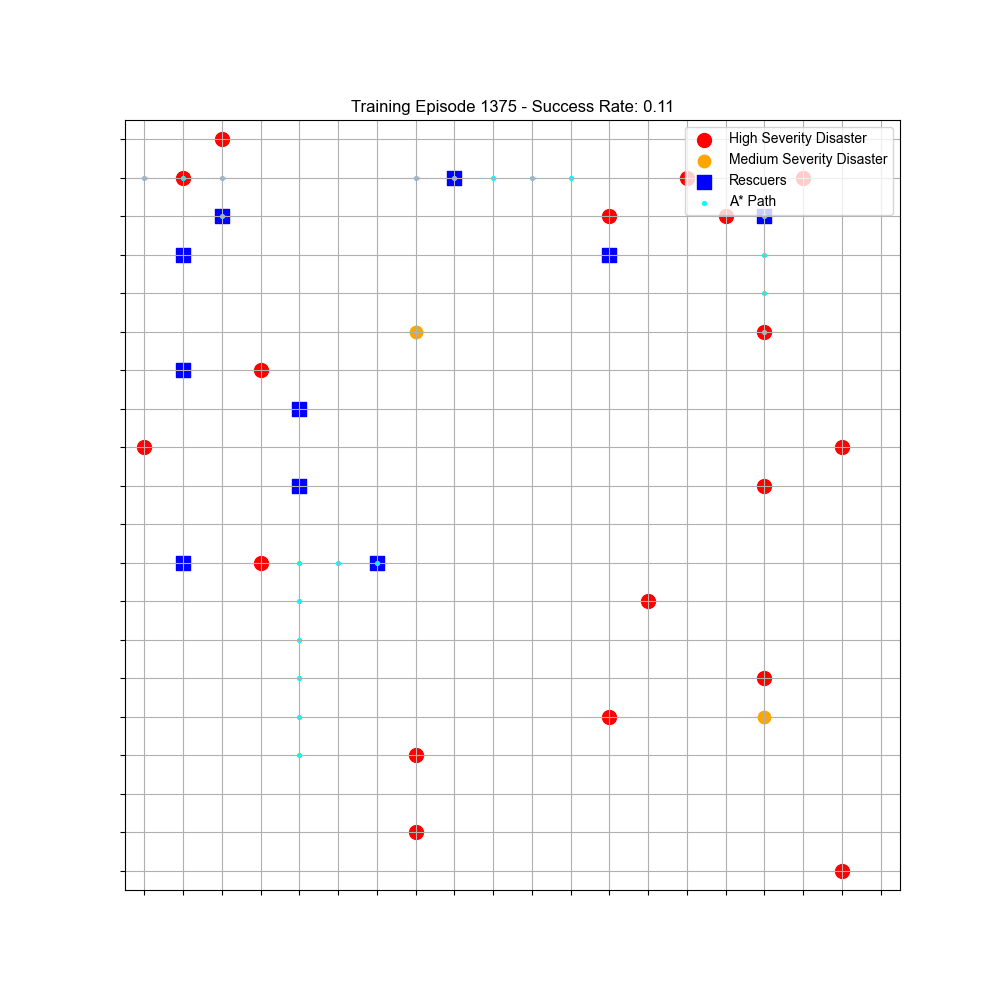 Training Episode 1375 - Success Rate: 0.11
High Severity Disaster
Medium Severity Disaster
Rescuers
A* Path